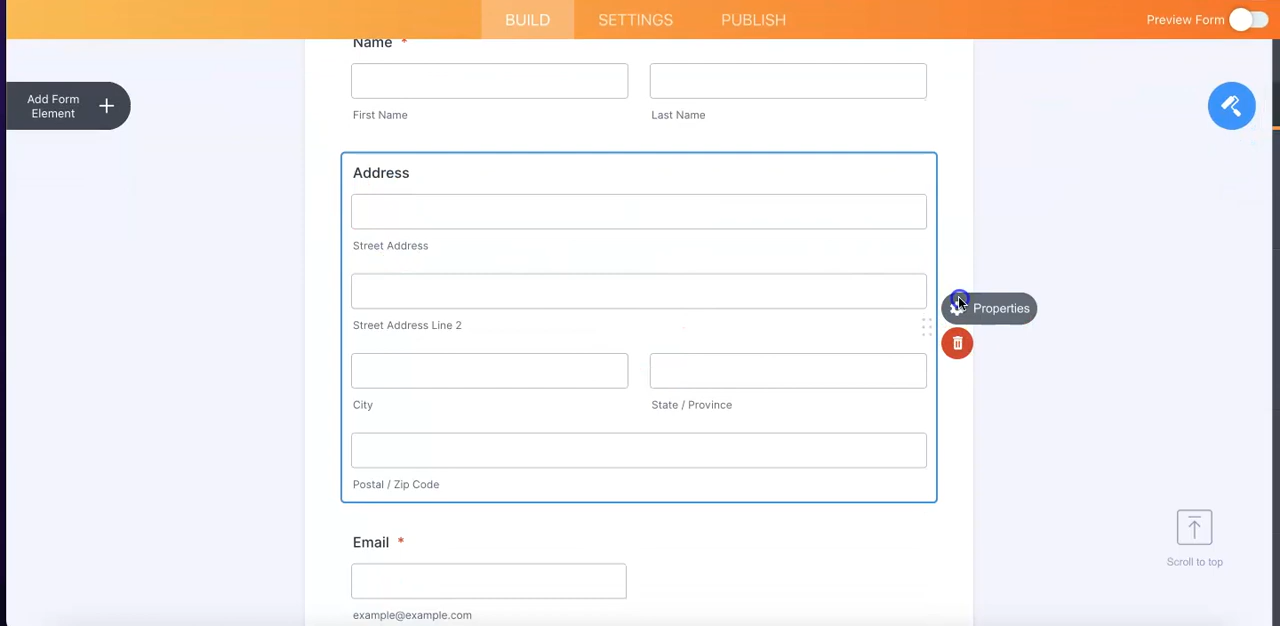 BUILD SETTINGS PUBLISH Preview Form
Name *
Add Form
Element +
First Name Last Name
Address
Street Address
Properties
Street Address Line 2
City State / Province
Postal / Zip Code
Email *
Scroll to top
example@example.com